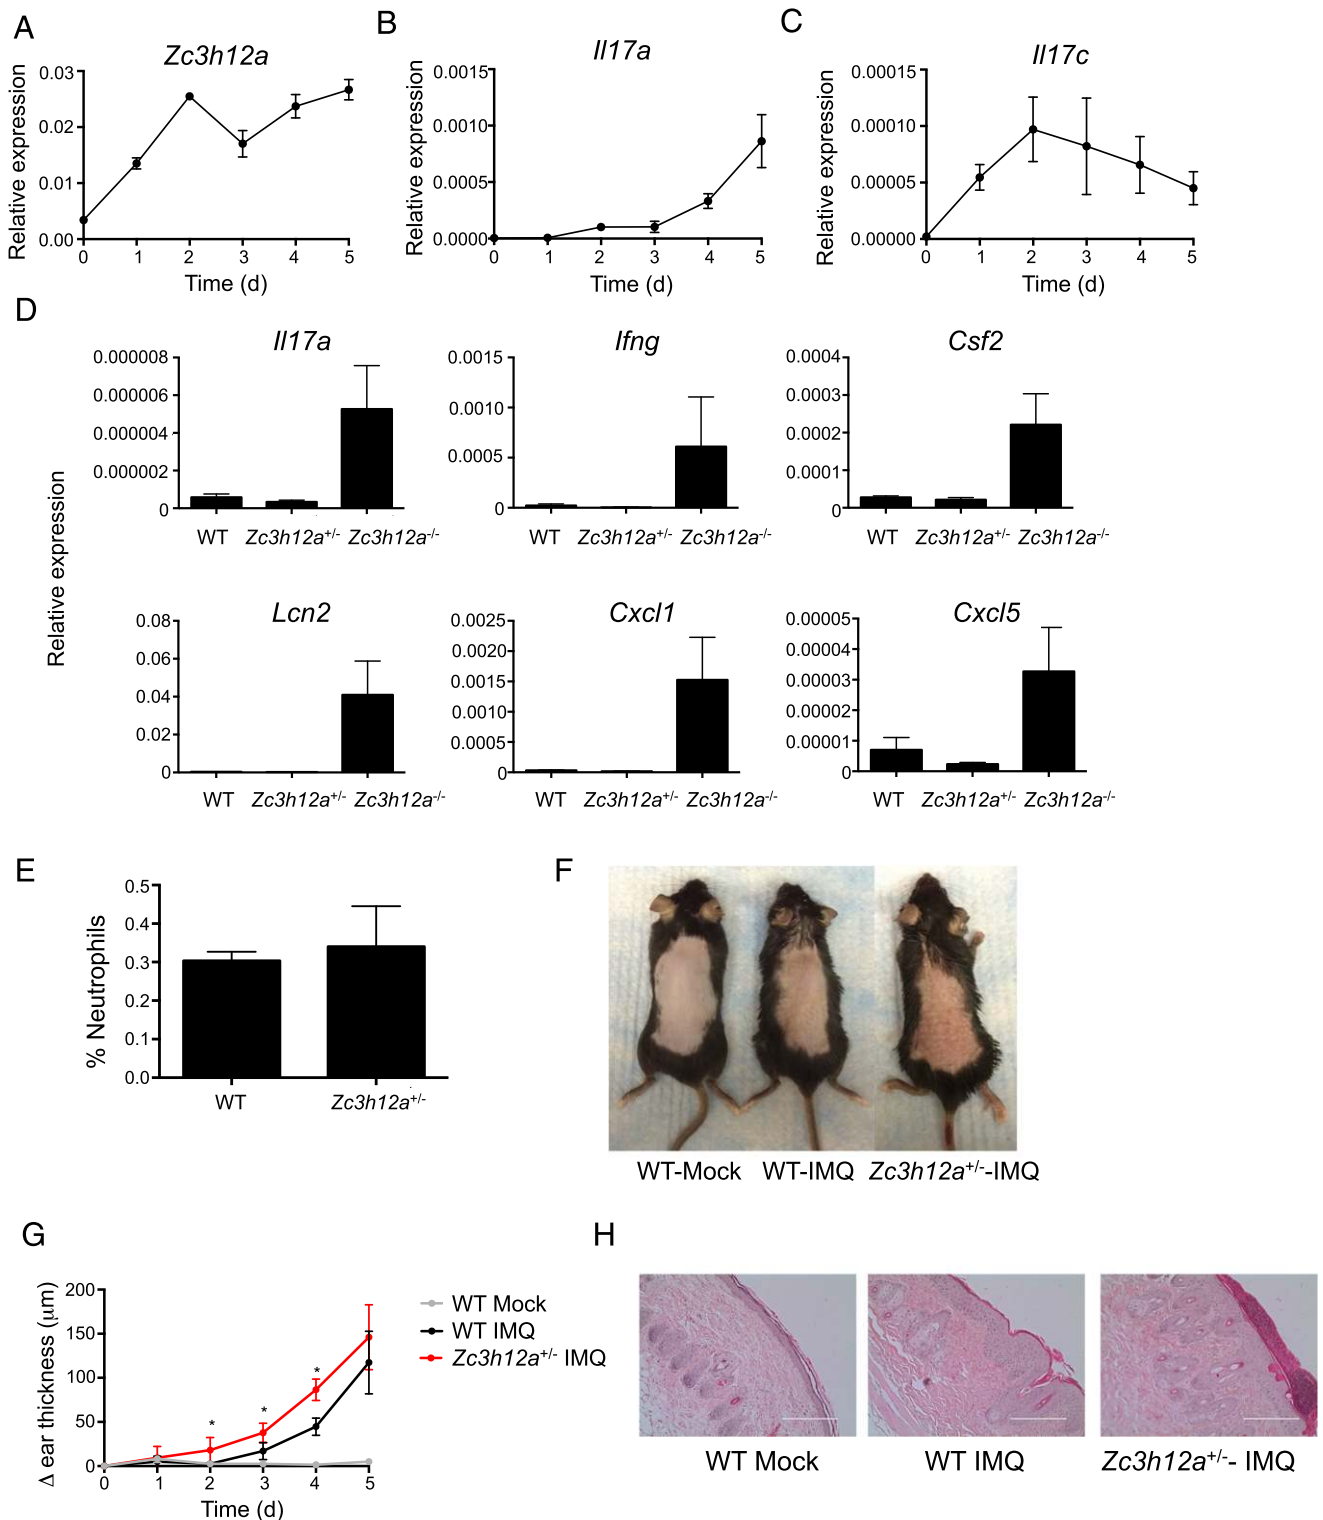 A
Zc3h12a
Relative expression
0.03
0.02
0.01
0.00
0 1 2 3 4 5
Time (d)
B
Il17a
Relative expression
0.0015
0.0010
0.0005
0.0000
0 1 2 3 4 5
Time (d)
C
Il17c
Relative expression
0.00015
0.00010
0.00005
0.00000
0 1 2 3 4 5
Time (d)
D
Relative expression
Il17a
0.000008
0.000006
0.000004
0.000002
0
WT Zc3h12a+/- Zc3h12a-/-
Ifng
0.0015
0.0010
0.0005
0
WT Zc3h12a+/- Zc3h12a-/-
Csf2
0.0004
0.0003
0.0002
0.0001
0
WT Zc3h12a+/- Zc3h12a-/-
Lcn2
0.08
0.06
0.04
0.02
0
WT Zc3h12a+/- Zc3h12a-/-
Cxcl1
0.0025
0.0020
0.0015
0.0010
0.0005
0
WT Zc3h12a+/- Zc3h12a-/-
Cxcl5
0.00005
0.00004
0.00003
0.00002
0.00001
0
WT Zc3h12a+/- Zc3h12a-/-
E
% Neutrophils
0.5
0.4
0.3
0.2
0.1
0.0
WT Zc3h12a+/-
F
WT-Mock WT-IMQ Zc3h12a+/--IMQ
G
Δ ear thickness (μm)
200
150
100
50
0
* * *
0 1 2 3 4 5
Time (d)
WT Mock
WT IMQ
Zc3h12a+/- IMQ
H
WT Mock WT IMQ Zc3h12a+/-- IMQ